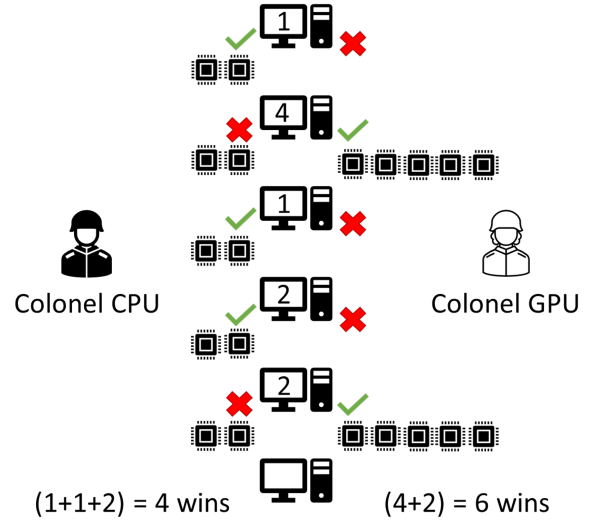 1
4
1
Colonel CPU
Colonel GPU
2
2
(1+1+2) = 4 wins
(4+2) = 6 wins